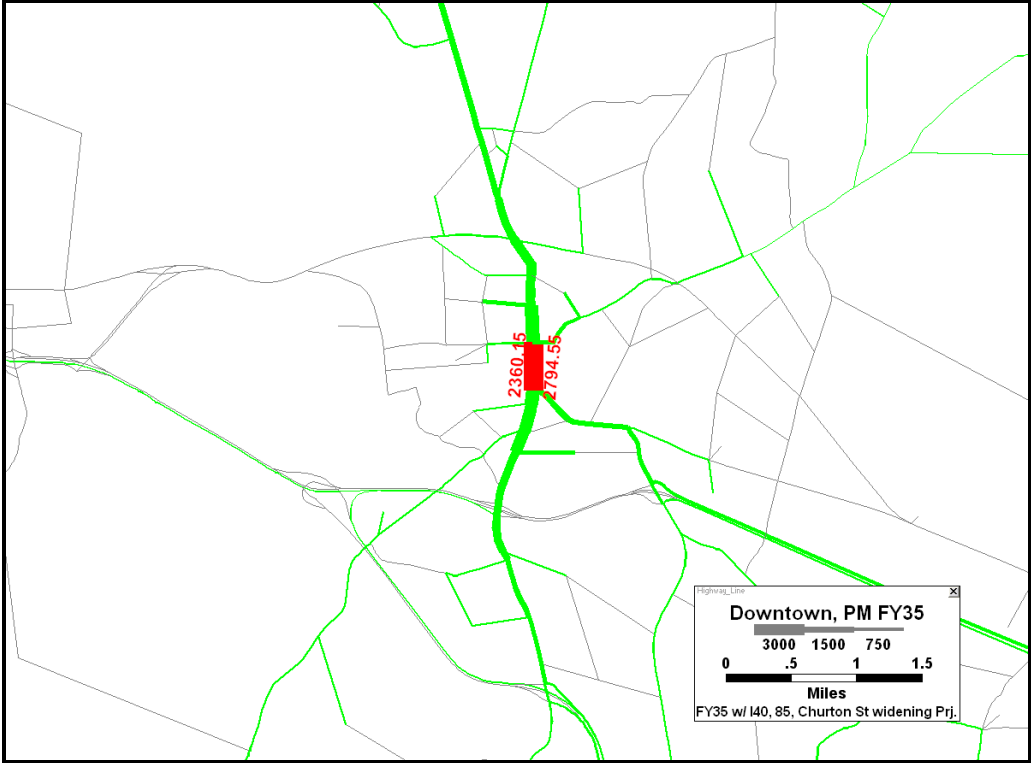 2360.15
2794.55
Highway_Line
Downtown, PM FY35
3000 1500 750
0 .5 1 1.5
Miles
FY35 w/ I40, 85, Churton St widening Prj.